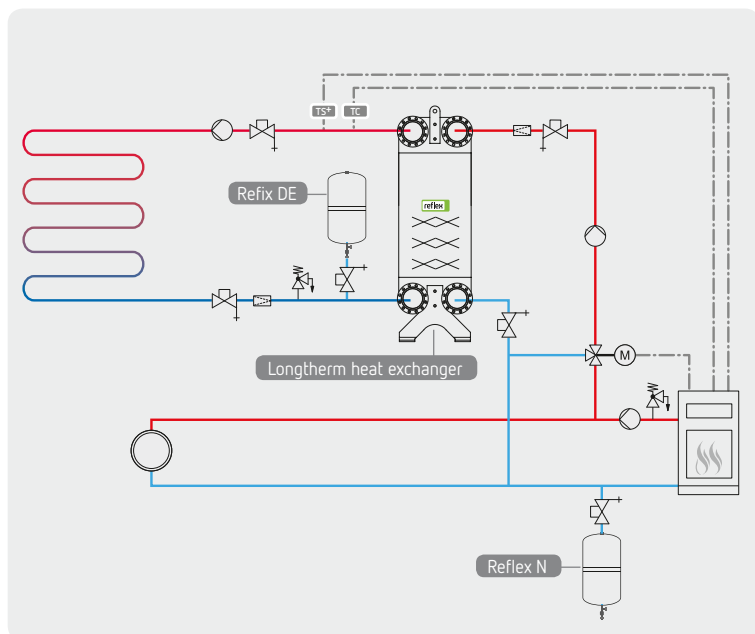 TS+
TC
Refix DE
reflex
Longtherm heat exchanger
M
Reflex N